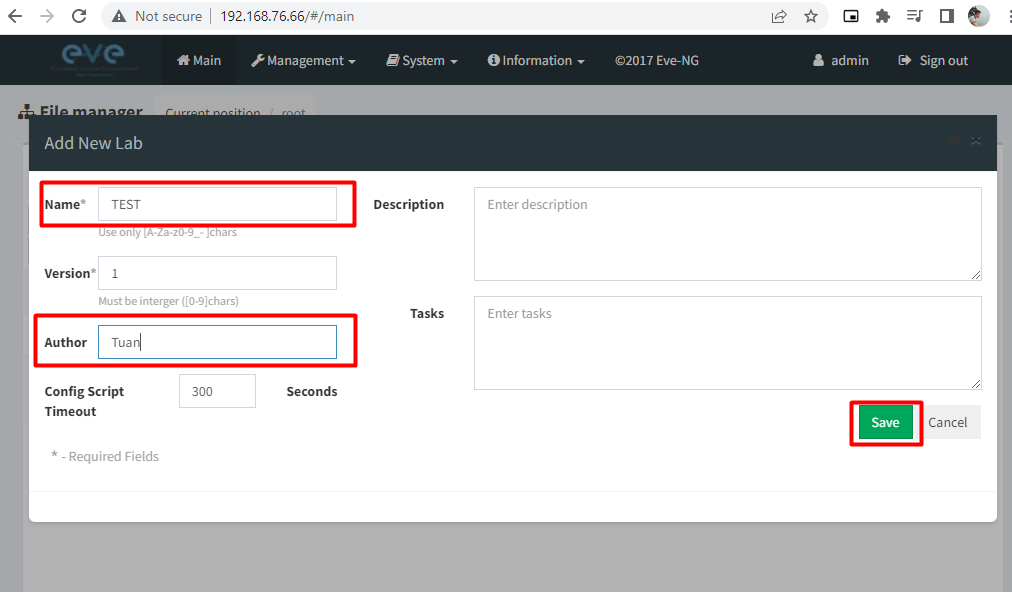 Not secure | 192.168.76.66/#/main
eve
Main Management System Information ©2017 Eve-NG admin Sign out
File manager Current position / root
Add New Lab ×
Name* TEST
Use only [A-Za-z0-9_- ]chars
Version* 1
Must be interger ([0-9]chars)
Author Tuan
Config Script Timeout 300 Seconds
* - Required Fields
Description Enter description
Tasks Enter tasks
Save Cancel